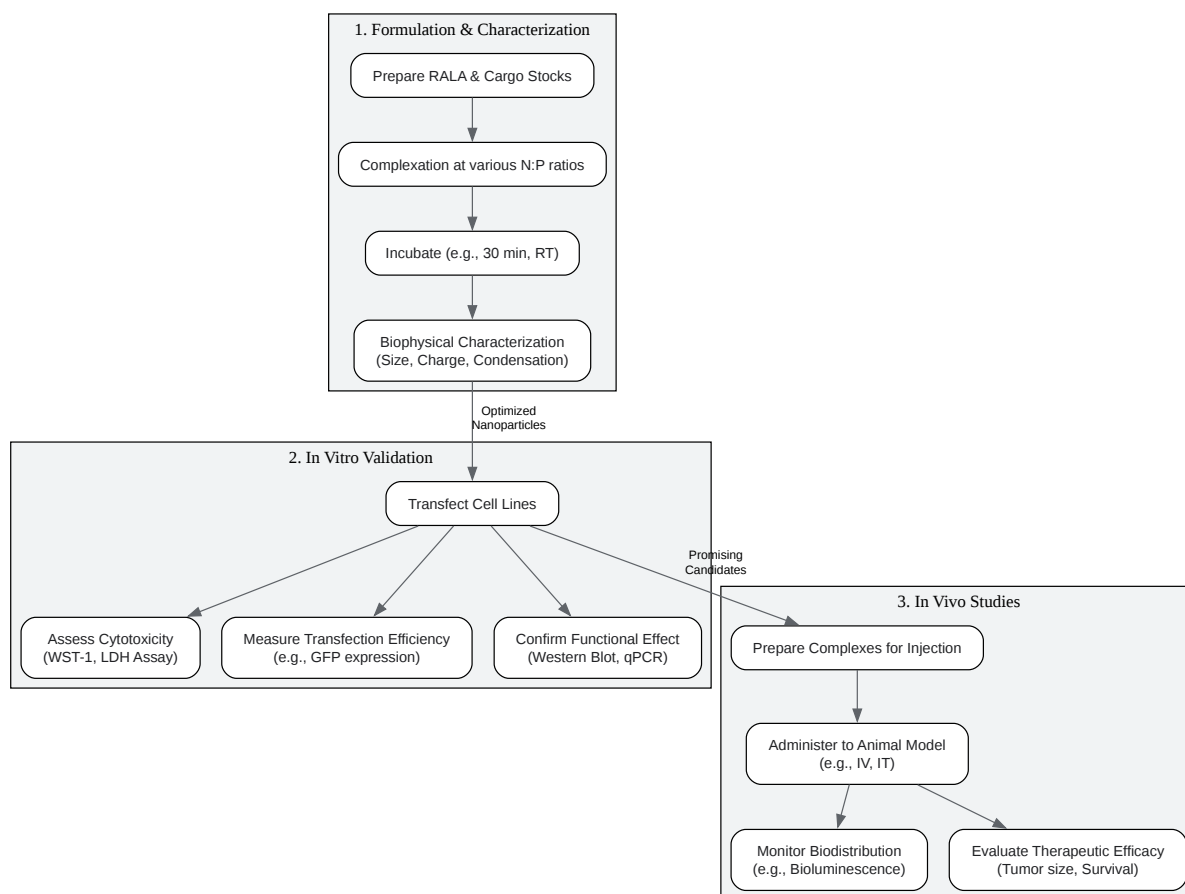 1. Formulation & Characterization
Prepare RALA & Cargo Stocks
Complexation at various N:P ratios
Incubate (e.g., 30 min, RT)
Biophysical Characterization
(Size, Charge, Condensation)
Optimized
Nanoparticles
2. In Vitro Validation
Transfect Cell Lines
Promising
Candidates
Assess Cytotoxicity
(WST-1, LDH Assay)
Measure Transfection Efficiency
(e.g., GFP expression)
Confirm Functional Effect
(Western Blot, qPCR)
3. In Vivo Studies
Prepare Complexes for Injection
Administer to Animal Model
(e.g., IV, IT)
Monitor Biodistribution
(e.g., Bioluminescence)
Evaluate Therapeutic Efficacy
(Tumor size, Survival)